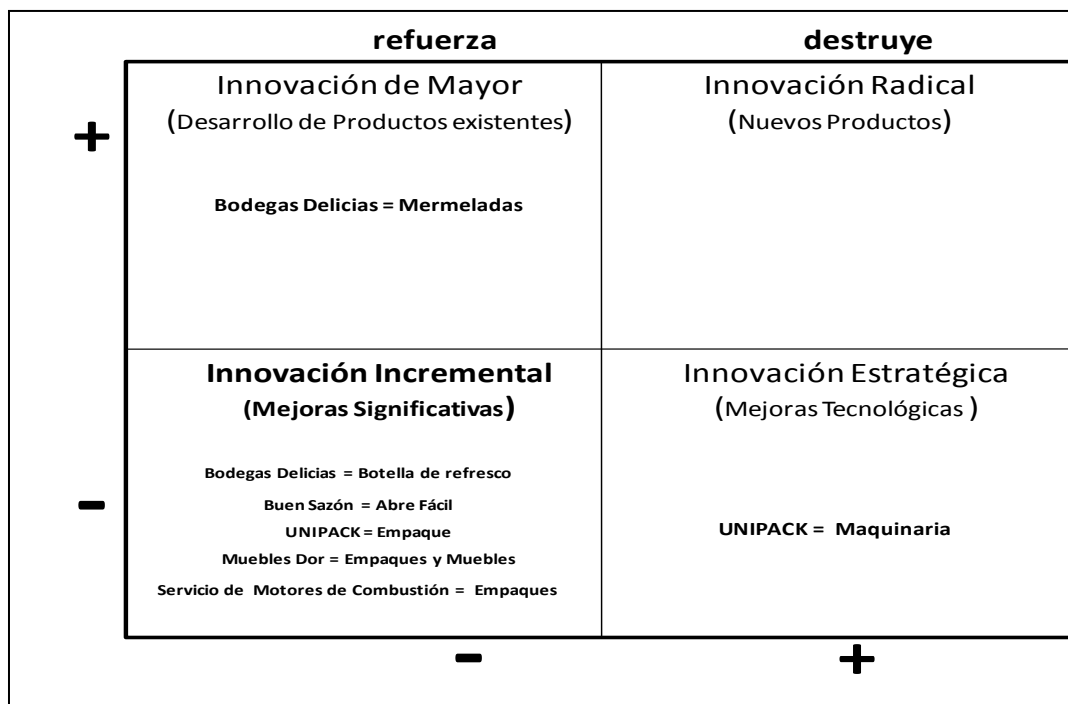 refuerza
destruye
+
Innovación de Mayor
(Desarrollo de Productos existentes)
Bodegas Delicias = Mermeladas
Innovación Radical
(Nuevos Productos)
-
Innovación Incremental
(Mejoras Significativas)
Bodegas Delicias = Botella de refresco
Buen Sazón = Abre Fácil
UNIPACK = Empaque
Muebles Dor = Empaques y Muebles
Servicio de Motores de Combustión = Empaques
Innovación Estratégica
(Mejoras Tecnológicas )
UNIPACK = Maquinaria
-
+